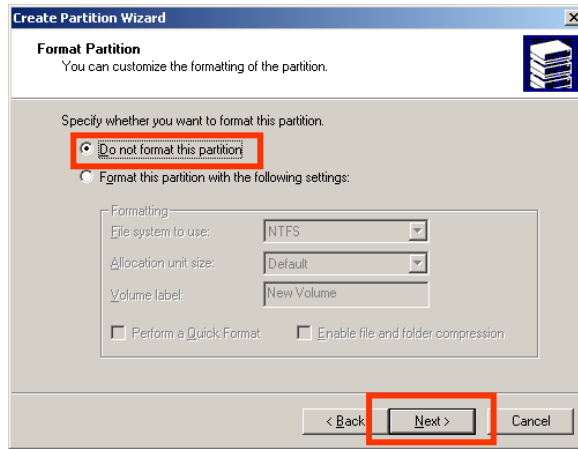 Create Partition Wizard
Format Partition
You can customize the formatting of the partition.
Specify whether you want to format this partition.
Do not format this partition
Format this partition with the following settings:
Formatting
File system to use: NTFS
Allocation unit size: Default
Volume label: New Volume
Perform a Quick Format Enable file and folder compression
< Back Next > Cancel